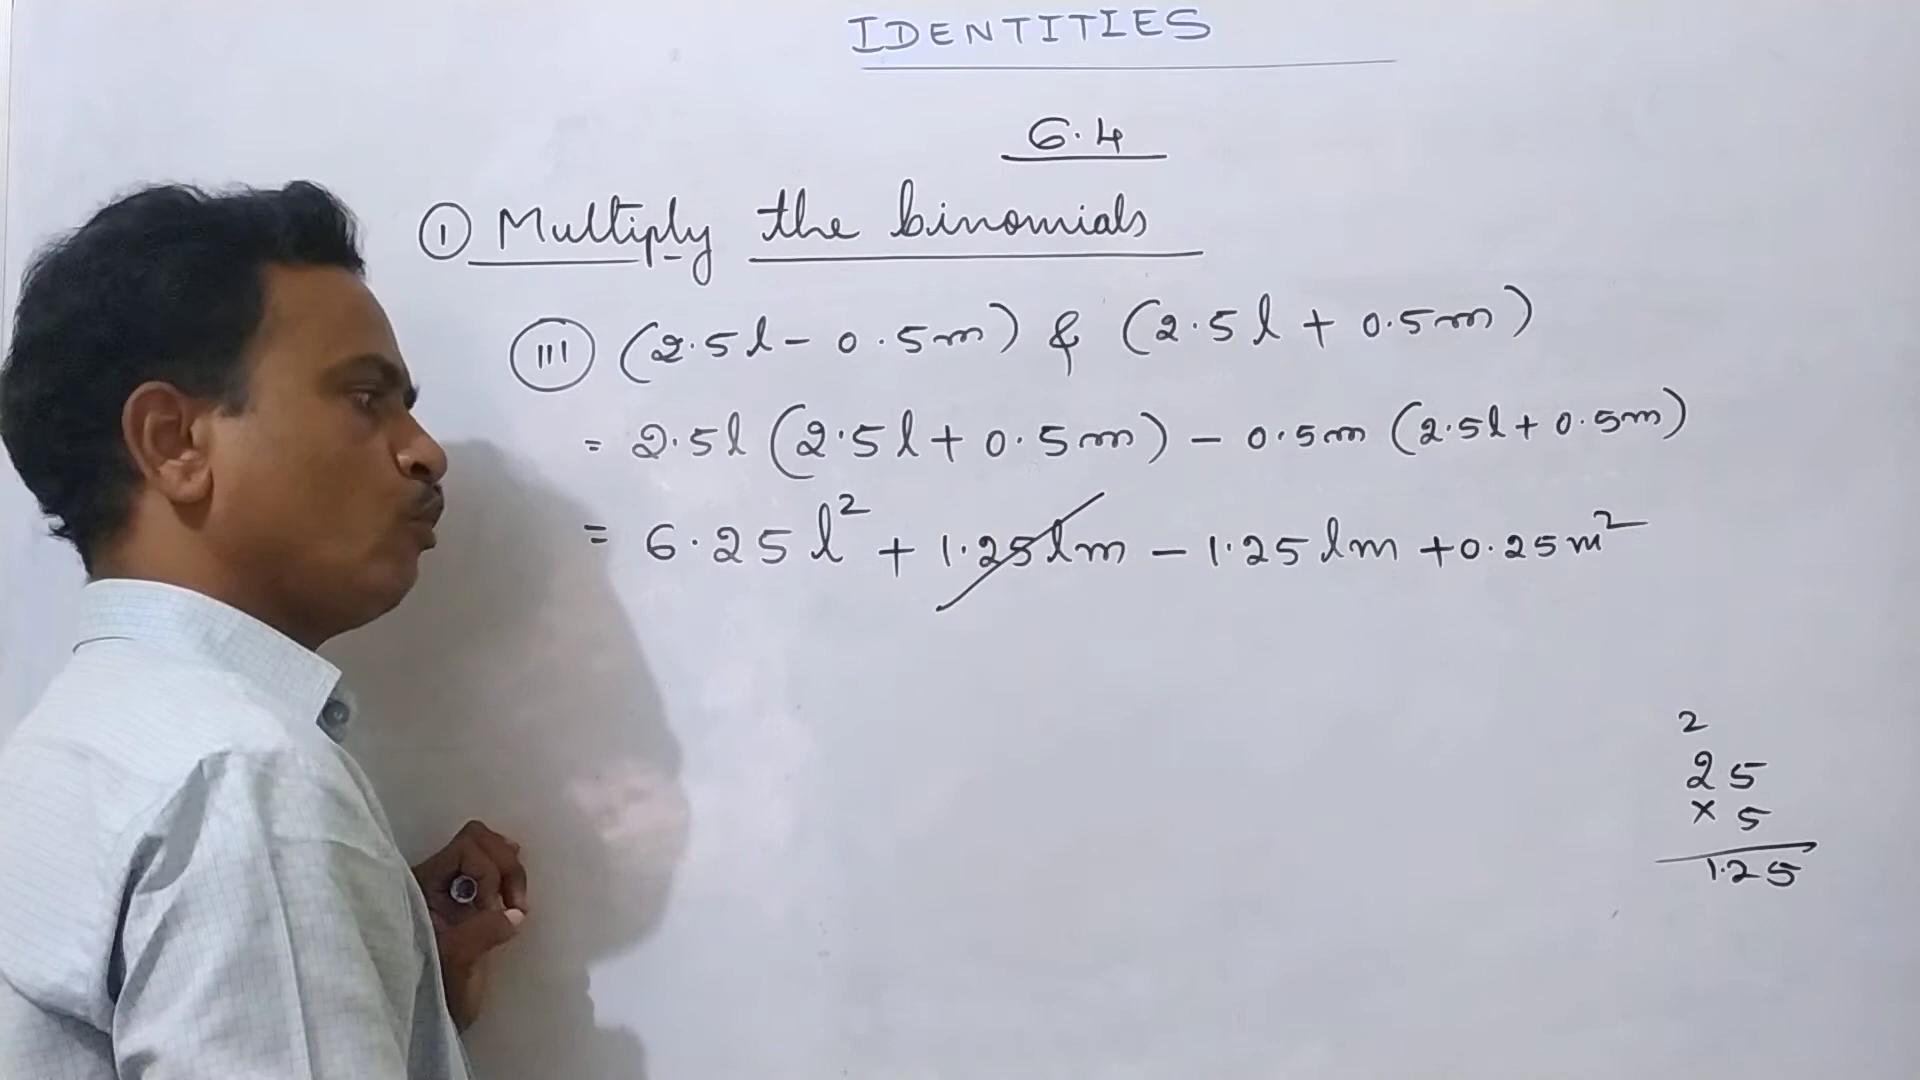 IDENTITIES
6.4
① Multiply the binomials
(iii) (2.5l - 0.5m) & (2.5l + 0.5m)
= 2.5l (2.5l + 0.5m) - 0.5m (2.5l + 0.5m)
= 6.25l² + 1.25lm - 1.25lm + 0.25m²
2
25
× 5
1.25